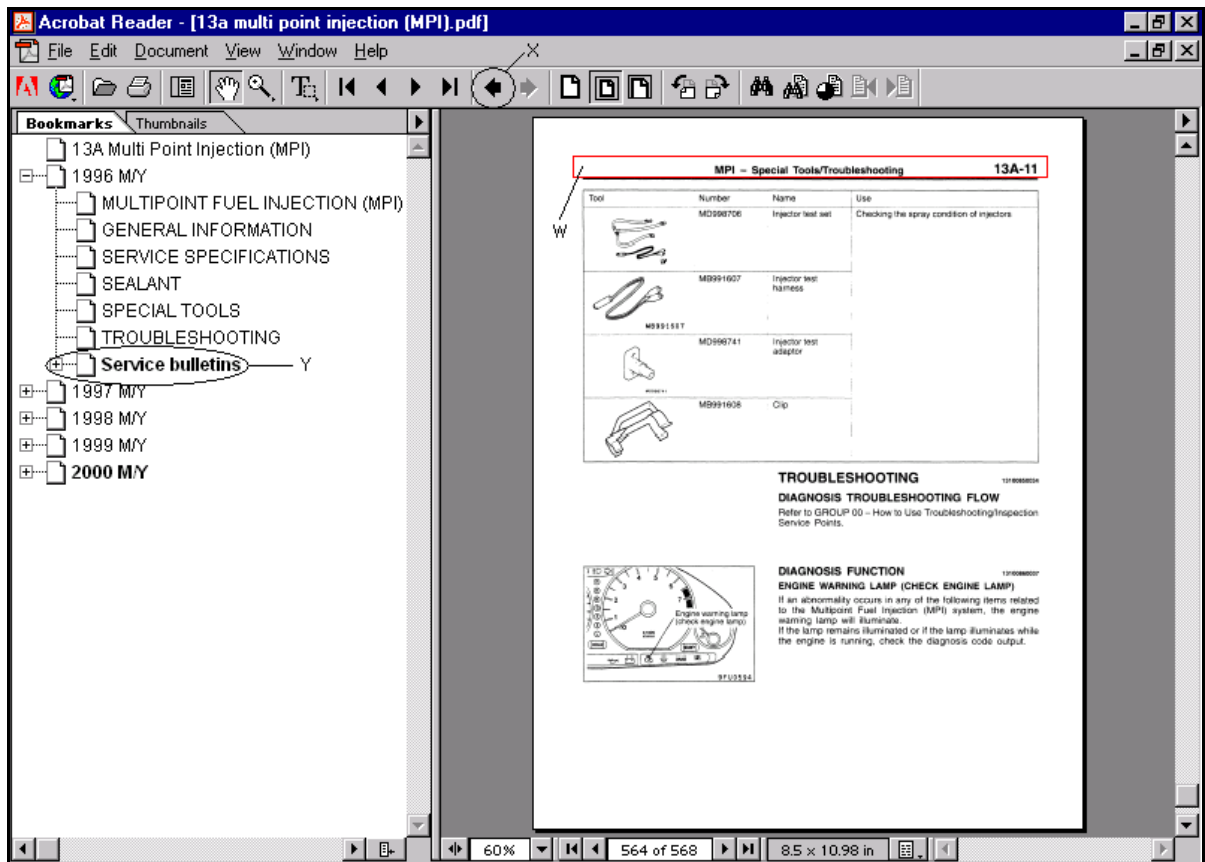 Acrobat Reader - [13a multi point injection (MPI).pdf]
File Edit Document View Window Help
X
Bookmarks Thumbnails
13A Multi Point Injection (MPI)
1996 M/Y
MULTIPOINT FUEL INJECTION (MPI)
GENERAL INFORMATION
SERVICE SPECIFICATIONS
SEALANT
SPECIAL TOOLS
TROUBLESHOOTING
Service bulletins
Y
1997 M/Y
1998 M/Y
1999 M/Y
2000 M/Y
MPI – Special Tools/Troubleshooting 13A-11
W
Tool Number Name Use
MD998706 Injector test set Checking the spray condition of injectors
MB991607 Injector test
harness
MB991607
MD998741 Injector test
adaptor
MB991608 Clip
TROUBLESHOOTING
DIAGNOSIS TROUBLESHOOTING FLOW
Refer to GROUP 00 – How to Use Troubleshooting/Inspection
Service Points.
DIAGNOSIS FUNCTION
ENGINE WARNING LAMP (CHECK ENGINE LAMP)
If an abnormality occurs in any of the following items related
to the Multipoint Fuel Injection (MPI) system, the engine
warning lamp will illuminate.
If the lamp remains illuminated or if the lamp illuminates while
the engine is running, check the diagnosis code output.
Engine warning lamp
(check engine lamp)
9FU0554
60% 564 of 568 8.5 x 10.98 in